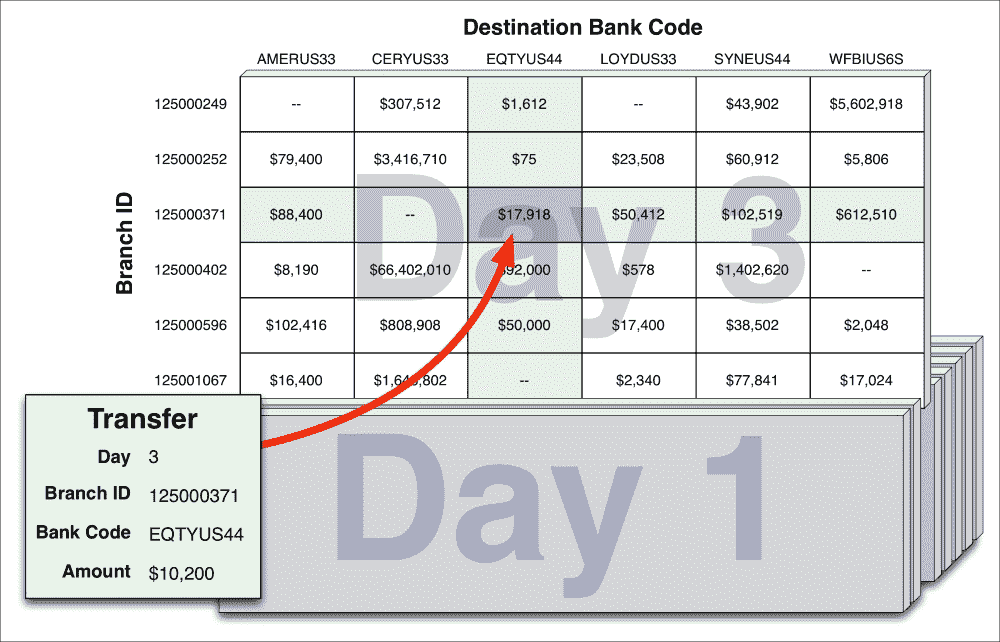 Destination Bank Code
AMERUS33 CERYUS33 EQTYUS44 LOYDUS33 SYNEUS44 WFBIUS6S
Branch ID
125000249 -- $307,512 $1,612 -- $43,902 $5,602,918
125000252 $79,400 $3,416,710 $75 $23,508 $60,912 $5,806
125000371 $88,400 -- $17,918 $50,412 $102,519 $612,510
125000402 $8,190 $66,402,010 $92,000 $578 $1,402,620 --
125000596 $102,416 $808,908 $50,000 $17,400 $38,502 $2,048
125001067 $16,400 -- $2,340 $77,841 $17,024
Day 3
Day 1
Transfer
Day 3
Branch ID 125000371
Bank Code EQTYUS44
Amount $10,200